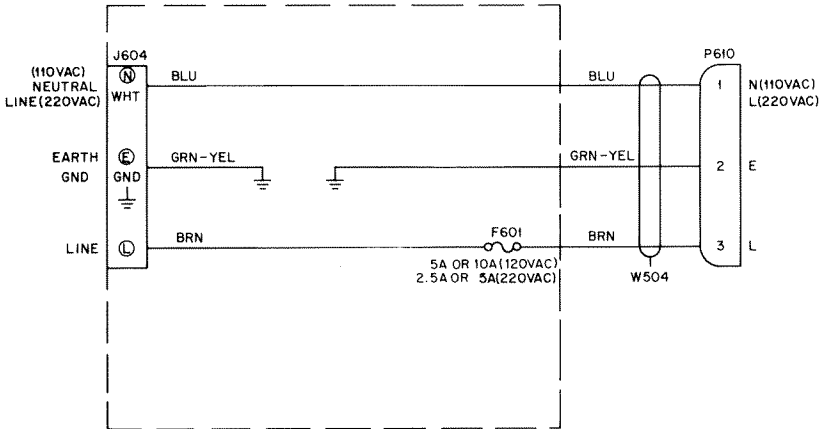 J604
P610
(110VAC)
NEUTRAL
LINE(220VAC)
N
WHT
BLU
BLU
1
N(110VAC)
L(220VAC)
EARTH
GND
E
GND
GRN-YEL
GRN-YEL
2
E
LINE
L
BRN
F601
BRN
3
L
5A OR 10A(120VAC)
2.5A OR 5A(220VAC)
W504